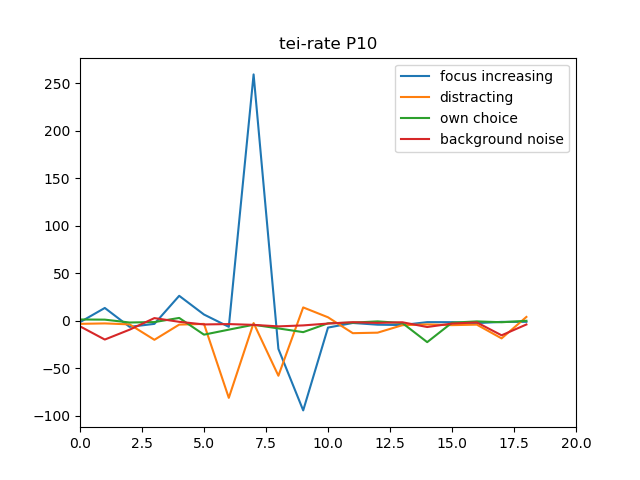 tei-rate P10
focus increasing
distracting
own choice
background noise
250
200
150
100
50
0
−50
−100
0.0 2.5 5.0 7.5 10.0 12.5 15.0 17.5 20.0